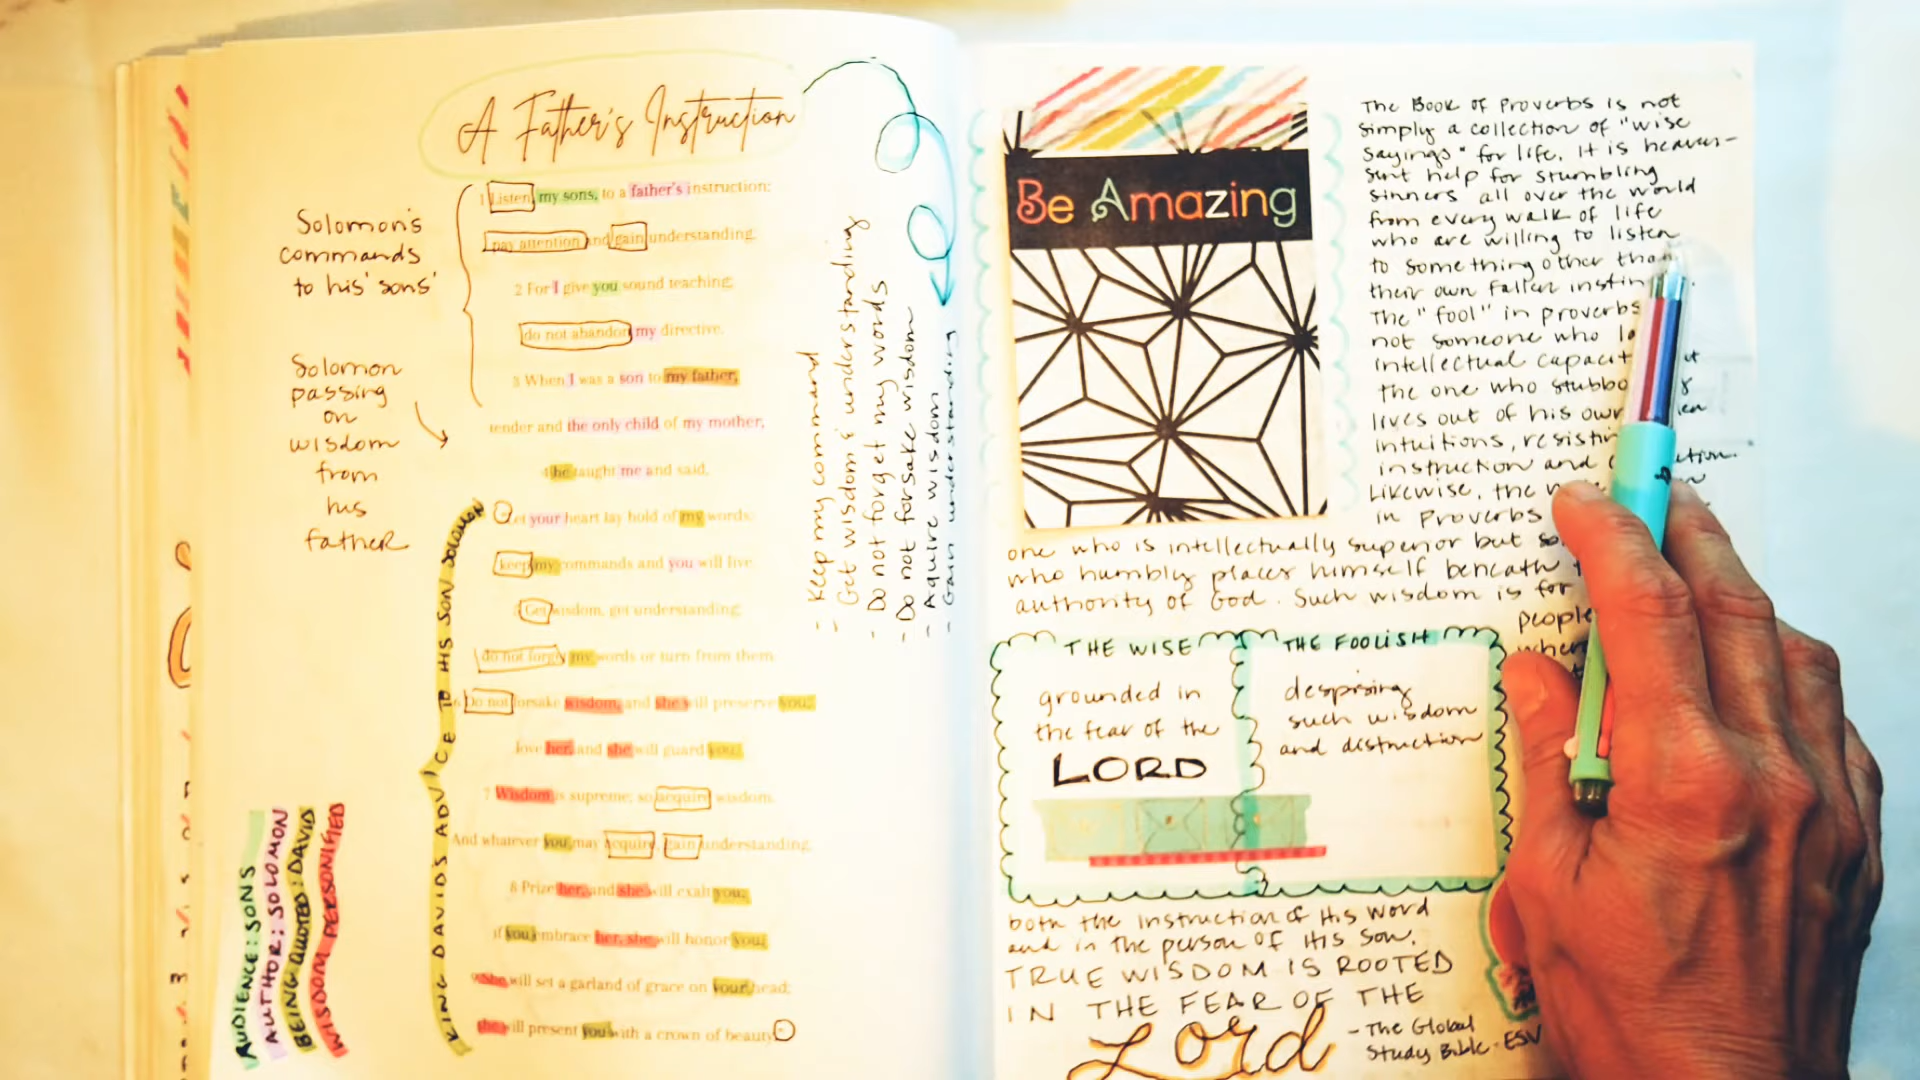 A Father's Instruction
1 Listen, my sons, to a father's instruction;
pay attention and gain understanding.
2 For I give you sound teaching;
do not abandon my directive.
3 When I was a son to my father,
tender and the only child of my mother,
4 he taught me and said,
Let your heart lay hold of my words;
keep my commands and you will live.
5 Get wisdom, get understanding;
do not forget my words or turn from them.
6 Do not forsake wisdom, and she will preserve you;
love her, and she will guard you.
7 Wisdom is supreme; so acquire wisdom.
And whatever you may acquire, gain understanding.
8 Prize her, and she will exalt you;
if you embrace her, she will honor you.
9 She will set a garland of grace on your head;
she will present you with a crown of beauty.
Solomon's
commands
to his 'sons'
Solomon
passing
on
wisdom
from
his
father
KING DAVID'S ADVICE TO HIS SON SOLOMON
AUDIENCE: SONS
AUTHOR: SOLOMON
BEING QUOTED: DAVID
WISDOM PERSONIFIED
- Keep my command
- Get wisdom & understanding
- Do not forget my words
- Do not forsake wisdom
- Aquire wisdom
- Gain understanding
Be Amazing
The Book of Proverbs is not
simply a collection of "wise
sayings" for life. It is heaven-
sent help for stumbling
sinners all over the world
from every walk of life
who are willing to listen
to something other than
their own fallen instin
The "fool" in proverbs
not someone who la
intellectual capacit ut
the one who stubbo y
lives out of his own
intuitions, resistin
instruction and ction.
Likewise, the
in Proverbs
one who is intellectually superior but
who humbly places himself beneath
authority of God. Such wisdom is for
people
where
THE WISE
grounded in
the fear of the
LORD
THE FOOLISH
despising
such wisdom
and distruction
both the instruction of His Word
and in the person of His Son.
TRUE WISDOM IS ROOTED
IN THE FEAR OF THE
Lord
- The Global
Study Bible - ESV